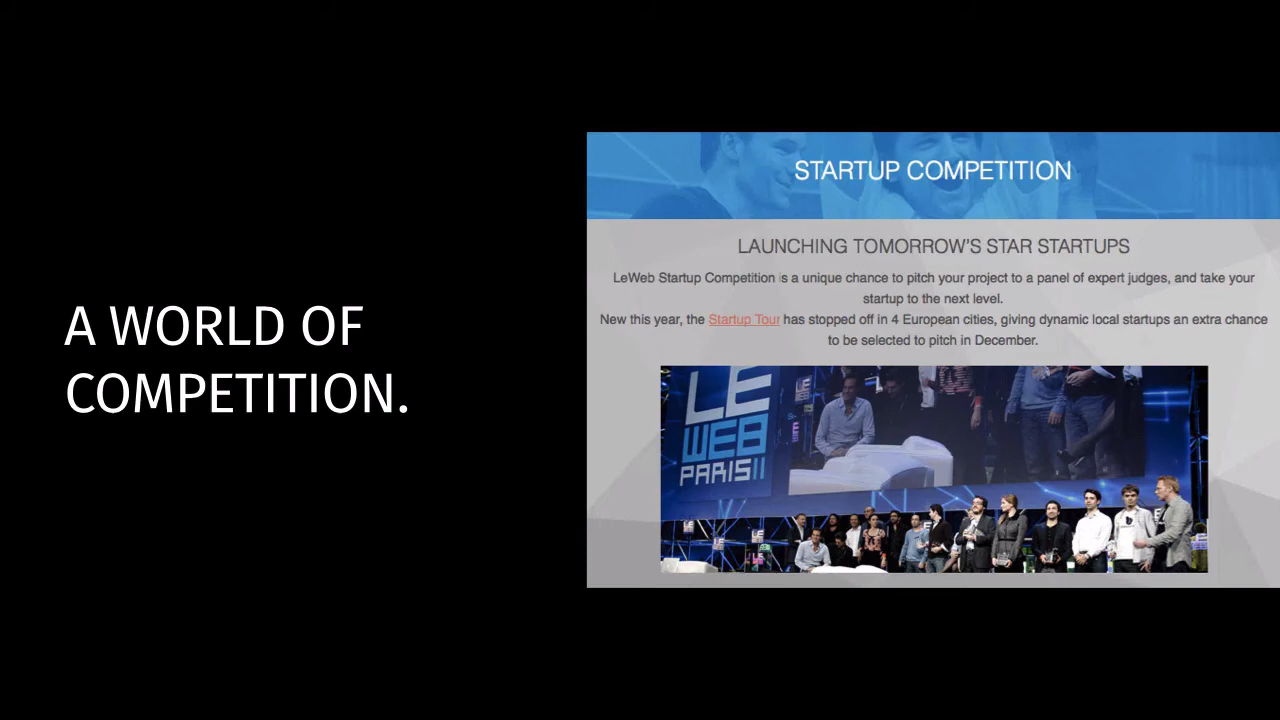 A WORLD OF
COMPETITION.
STARTUP COMPETITION
LAUNCHING TOMORROW'S STAR STARTUPS
LeWeb Startup Competition is a unique chance to pitch your project to a panel of expert judges, and take your
startup to the next level.
New this year, the Startup Tour has stopped off in 4 European cities, giving dynamic local startups an extra chance
to be selected to pitch in December.
LE
WEB
PARIS11